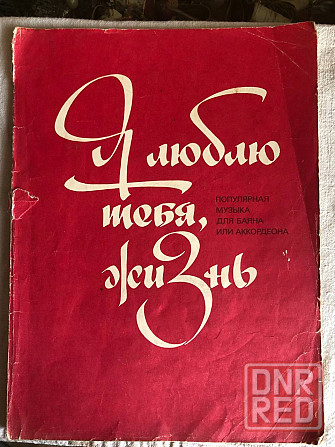 Я люблю
тебя,
жиЗнь
ПОПУЛЯРНАЯ
МУЗЫКА
ДЛЯ БАЯНА
ИЛИ АККОРДЕОНА
DNR
RED